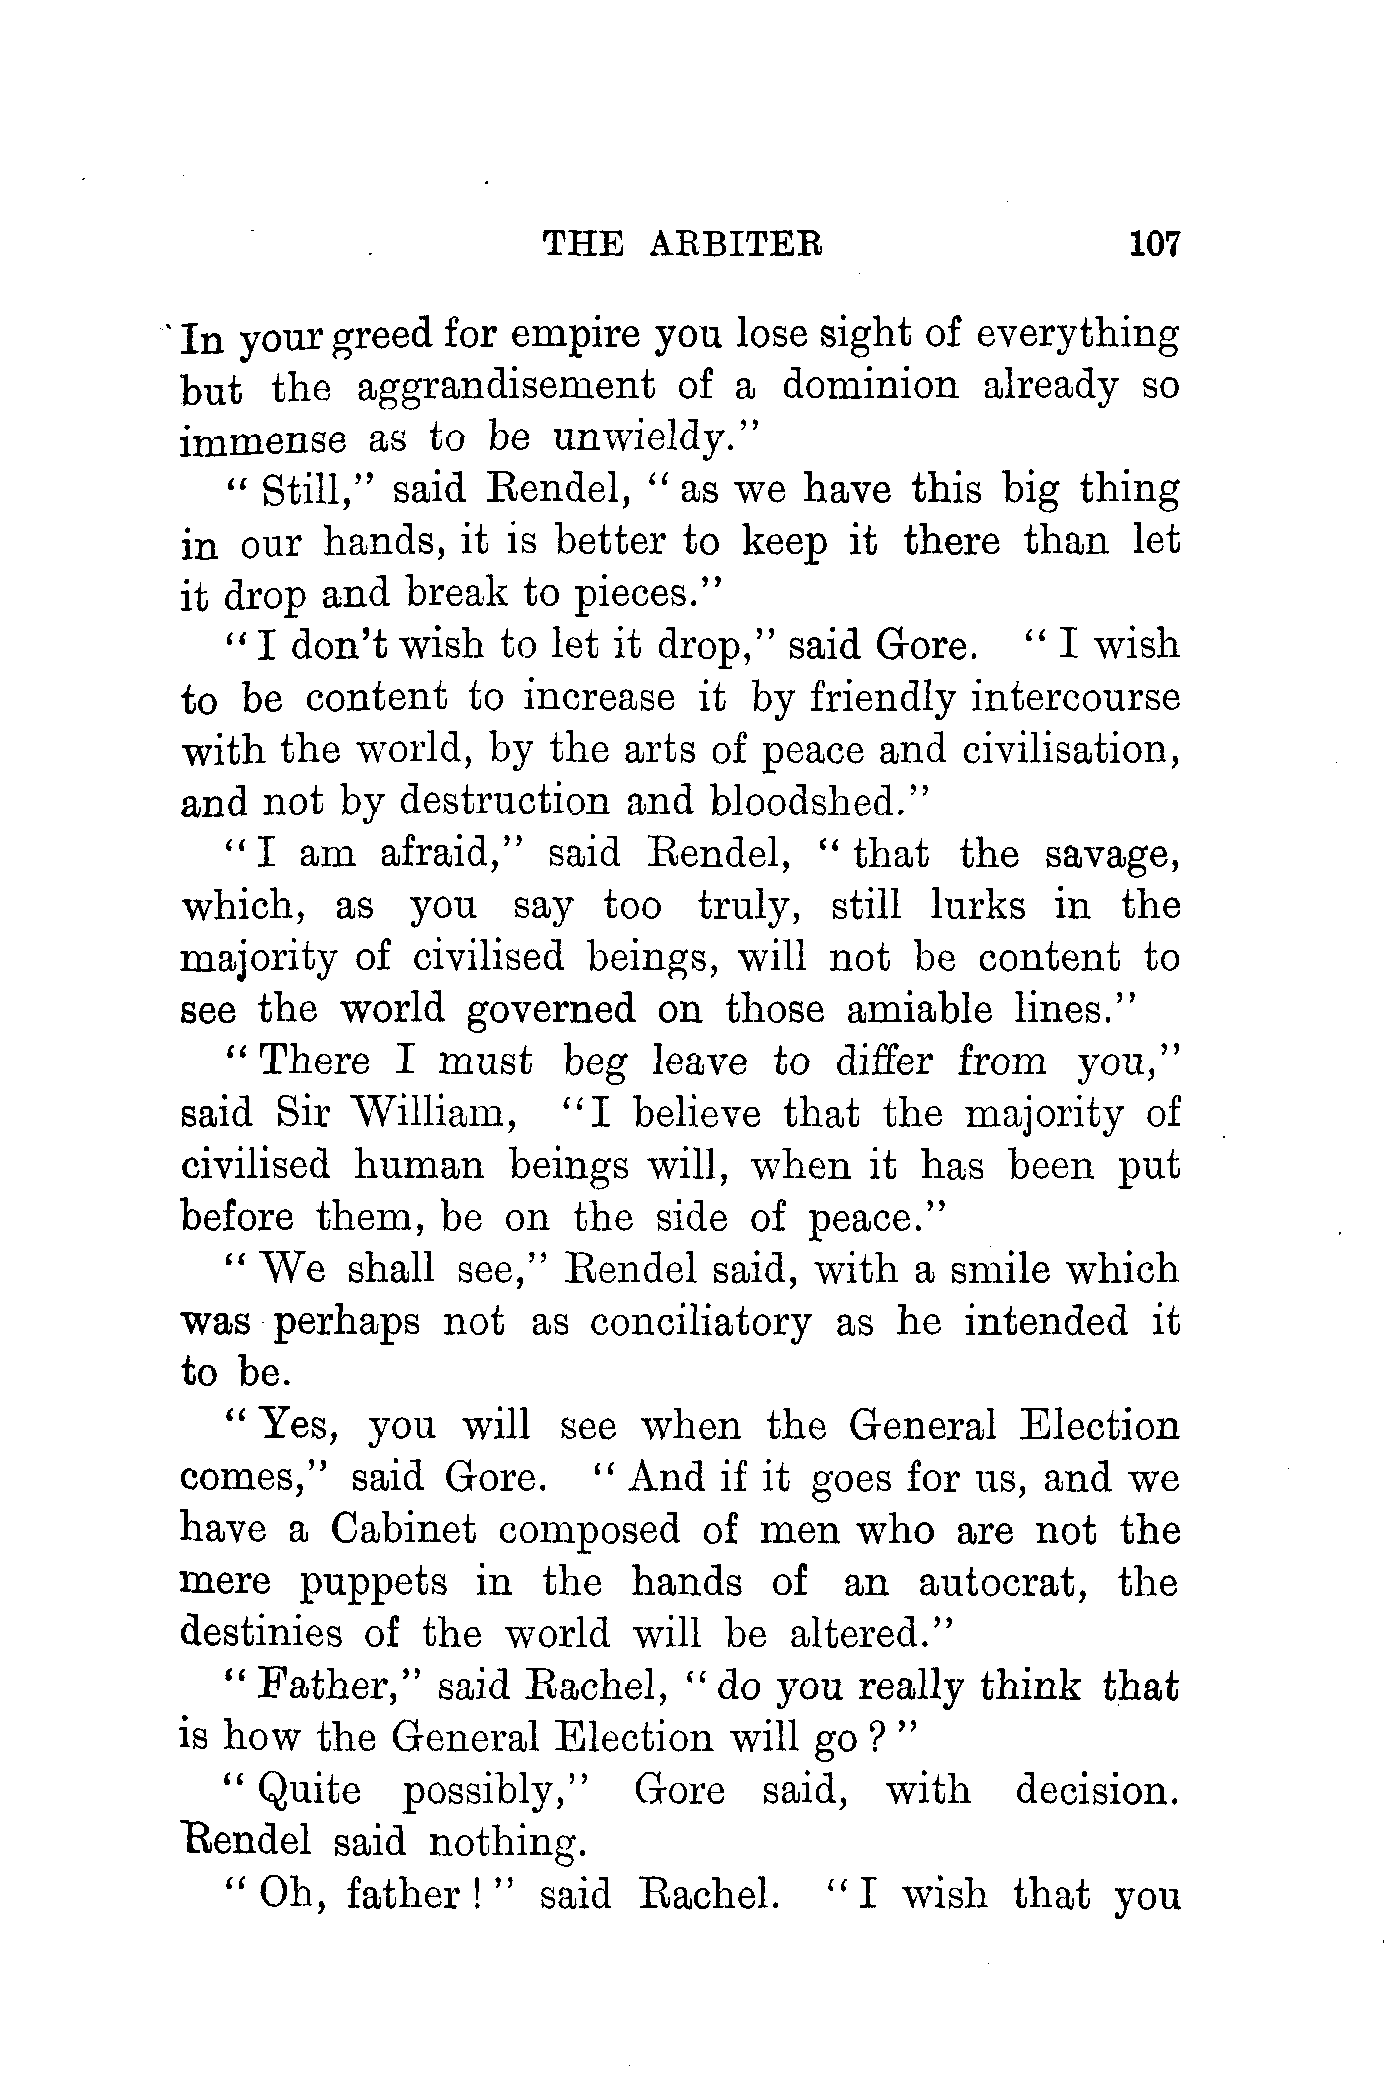 THE ARBITER 107
In your greed for empire you lose sight of everything
but the aggrandisement of a dominion already so
immense as to be unwieldy."
" Still," said Rendel, " as we have this big thing
in our hands, it is better to keep it there than let
it drop and break to pieces."
" I don't wish to let it drop," said Gore. " I wish
to be content to increase it by friendly intercourse
with the world, by the arts of peace and civilisation,
and not by destruction and bloodshed."
" I am afraid," said Rendel, " that the savage,
which, as you say too truly, still lurks in the
majority of civilised beings, will not be content to
see the world governed on those amiable lines."
" There I must beg leave to differ from you,"
said Sir William, "I believe that the majority of
civilised human beings will, when it has been put
before them, be on the side of peace."
" We shall see," Rendel said, with a smile which
was perhaps not as conciliatory as he intended it
to be.
" Yes, you will see when the General Election
comes," said Gore. " And if it goes for us, and we
have a Cabinet composed of men who are not the
mere puppets in the hands of an autocrat, the
destinies of the world will be altered."
" Father," said Rachel, " do you really think that
is how the General Election will go ? "
" Quite possibly," Gore said, with decision.
Rendel said nothing.
" Oh, father ! " said Rachel. " I wish that you